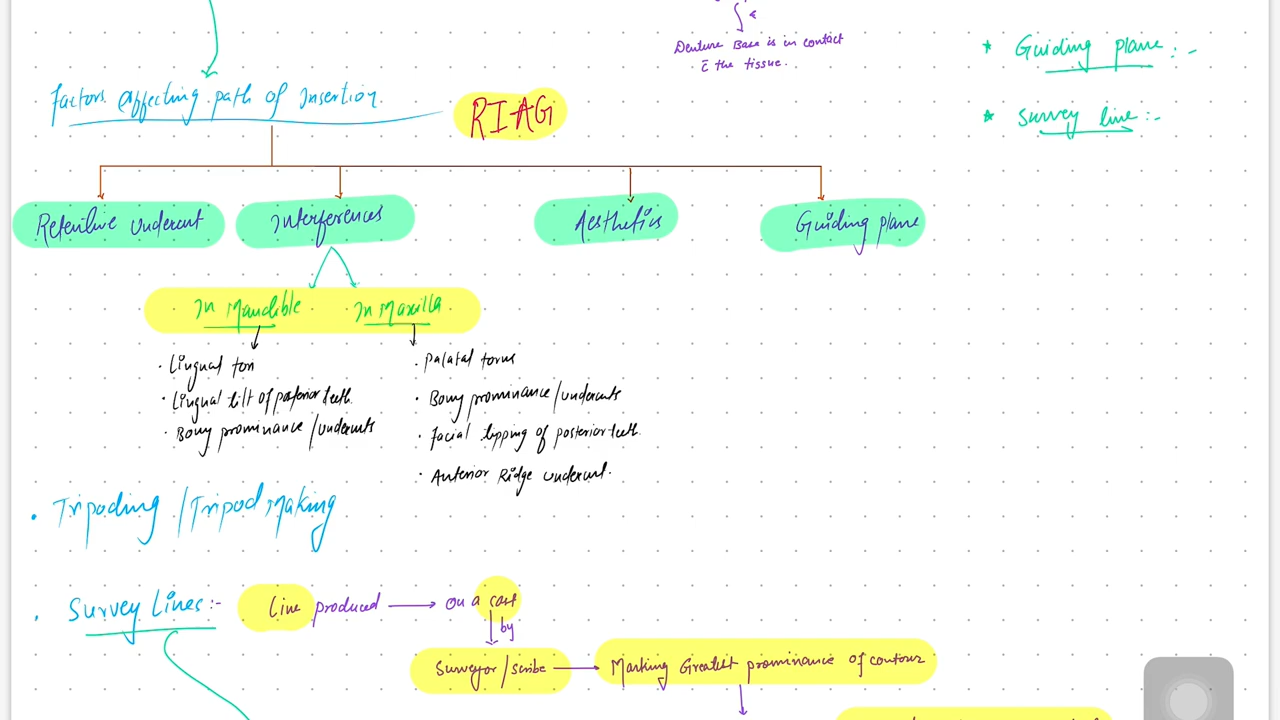 Denture Base is in contact
c̄ the tissue.
* Guiding plane :-
* Survey line :-
Factors affecting path of Insertion
RIAG
Retentive undercut
Interferences
Aesthetics
Guiding plane
In Mandible
In Maxilla
· Lingual tori
· Lingual tilt of posterior teeth.
· Bony prominance/undercuts
· Palatal torus
· Bony prominance/undercuts
· Facial tipping of posterior teeth.
· Anterior Ridge undercut.
· Tripoding / Tripod Making
· Survey Lines :- Line produced → on a cast
by
Surveyor/scribe → Marking Greatest prominance of contour